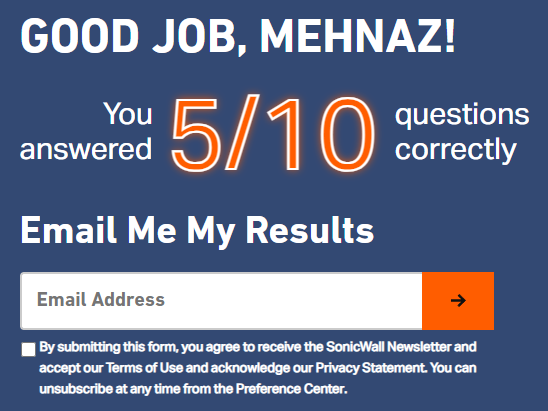 GOOD JOB, MEHNAZ!
You answered 5/10 questions correctly
Email Me My Results
Email Address
By submitting this form, you agree to receive the SonicWall Newsletter and
accept our Terms of Use and acknowledge our Privacy Statement. You can
unsubscribe at any time from the Preference Center.